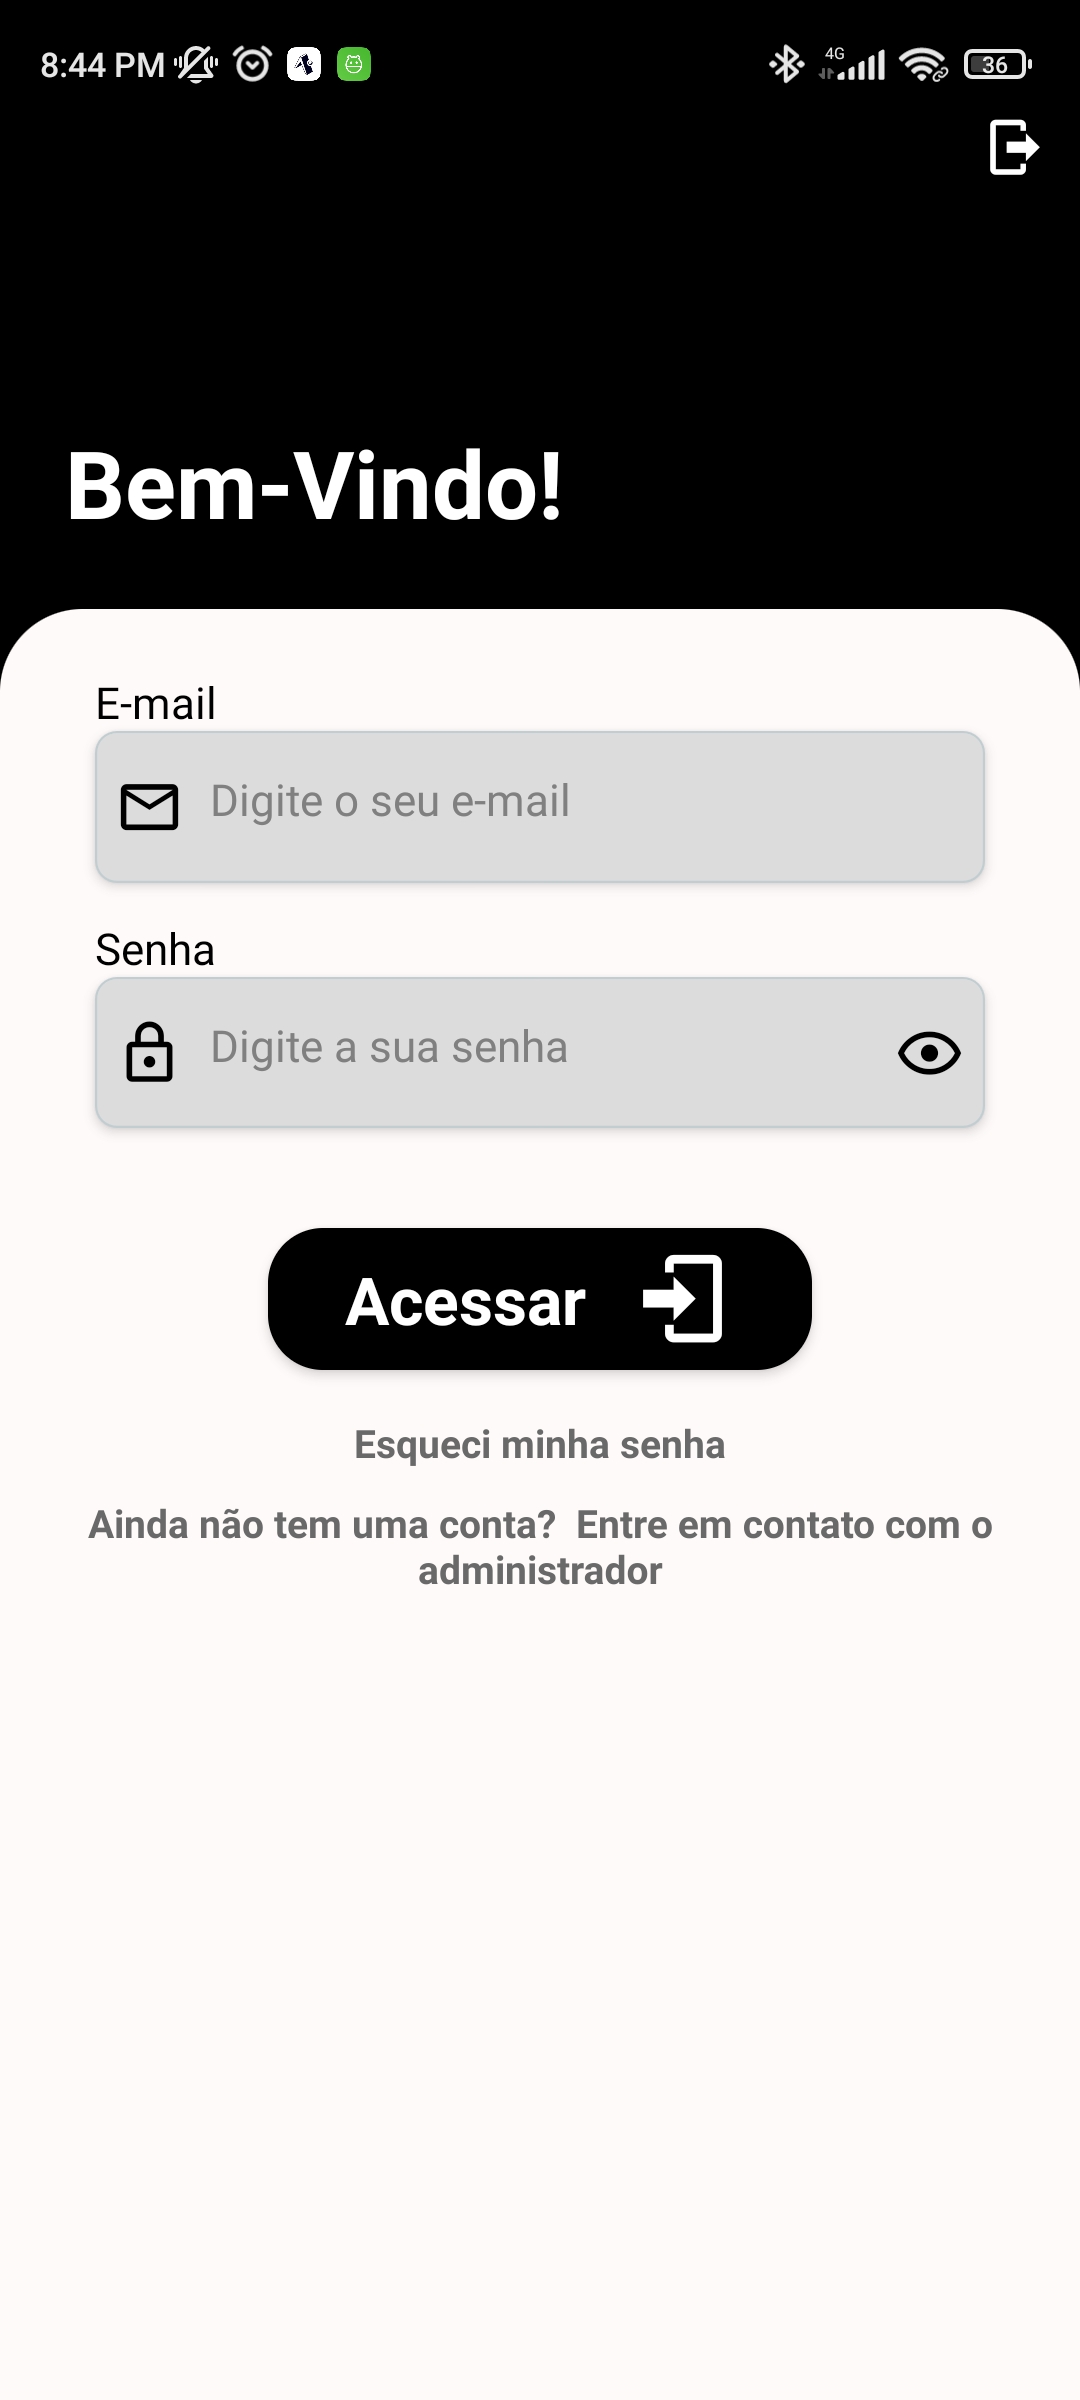 8:44 PM
4G
36
Bem-Vindo!
E-mail
Digite o seu e-mail
Senha
Digite a sua senha
Acessar
Esqueci minha senha
Ainda não tem uma conta?  Entre em contato com o
administrador